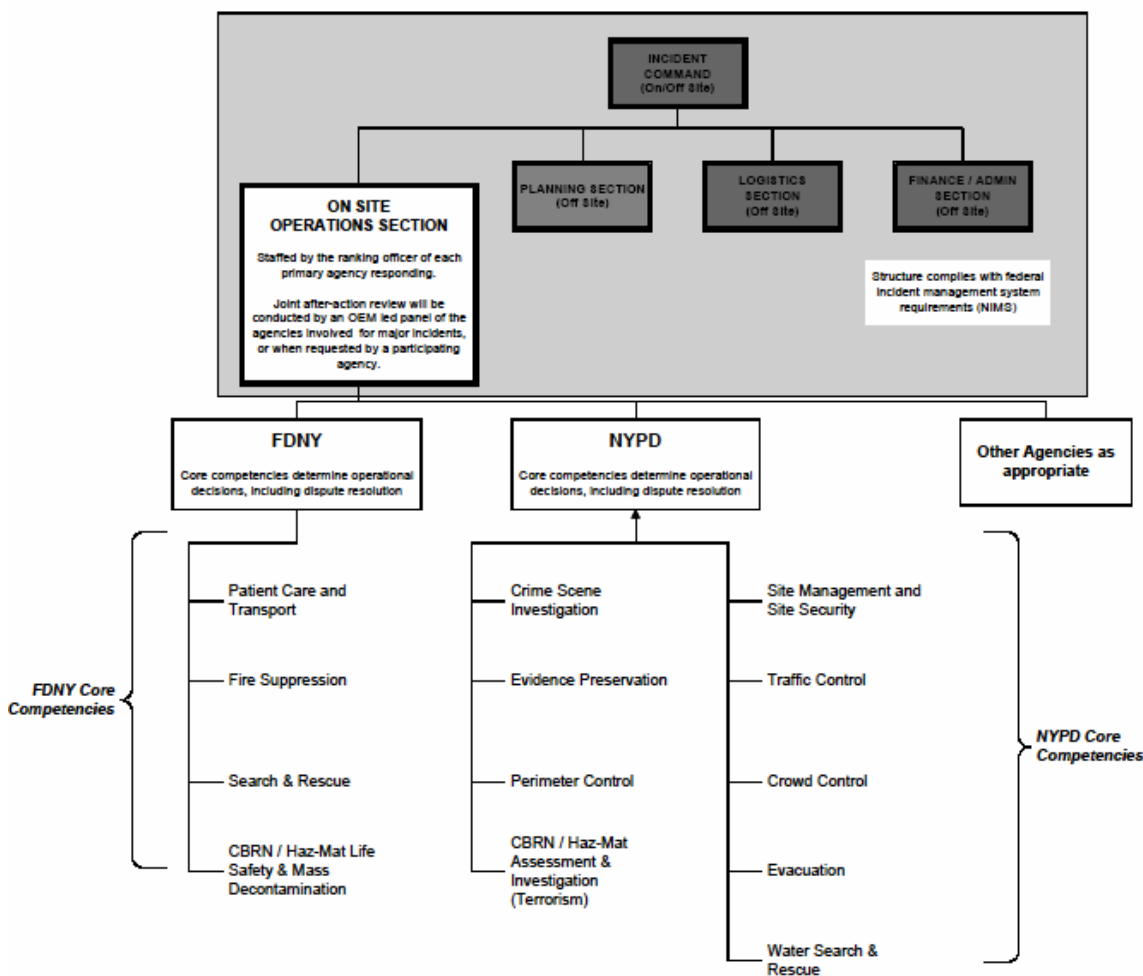 INCIDENT
COMMAND
(On/Off Site)
PLANNING SECTION
(Off Site)
LOGISTICS
SECTION
(Off Site)
FINANCE / ADMIN
SECTION
(Off Site)
ON SITE
OPERATIONS SECTION
Staffed by the ranking officer of each
primary agency responding.
Joint after-action review will be
conducted by an OEM led panel of the
agencies involved for major incidents,
or when requested by a participating
agency.
Structure complies with federal
incident management system
requirements (NIMS)
FDNY
Core competencies determine operational
decisions, including dispute resolution
NYPD
Core competencies determine operational
decisions, including dispute resolution
Other Agencies as
appropriate
FDNY Core
Competencies
Patient Care and
Transport
Fire Suppression
Search & Rescue
CBRN / Haz-Mat Life
Safety & Mass
Decontamination
Crime Scene
Investigation
Evidence Preservation
Perimeter Control
CBRN / Haz-Mat
Assessment &
Investigation
(Terrorism)
Site Management and
Site Security
Traffic Control
Crowd Control
Evacuation
Water Search &
Rescue
NYPD Core
Competencies